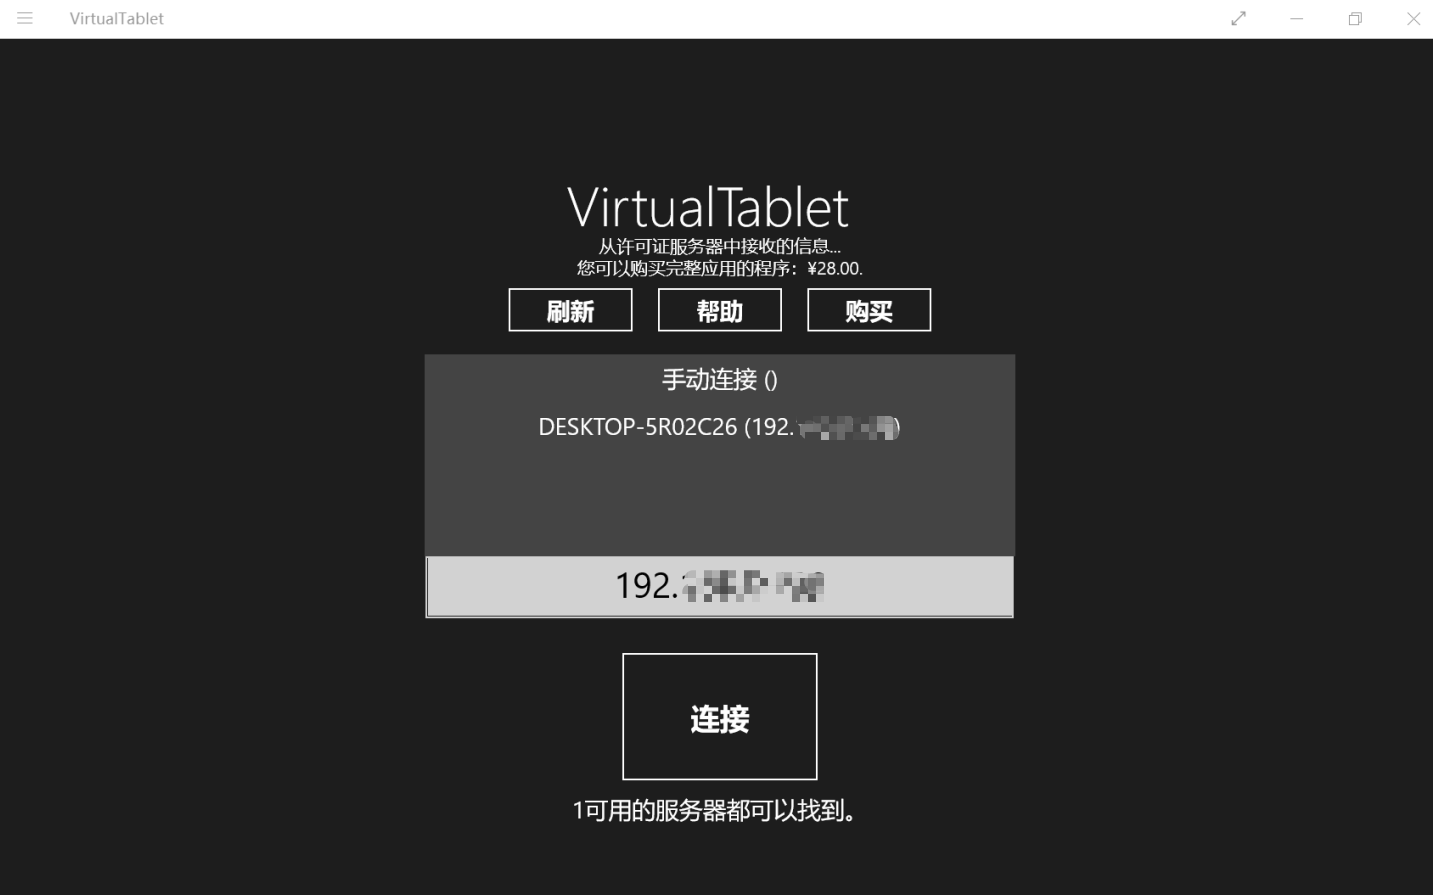 VirtualTablet
VirtualTablet
从许可证服务器中接收的信息...
您可以购买完整应用的程序：¥28.00.
刷新 帮助 购买
手动连接 ()
DESKTOP-5R02C26 (192.
192.
连接
1可用的服务器都可以找到。